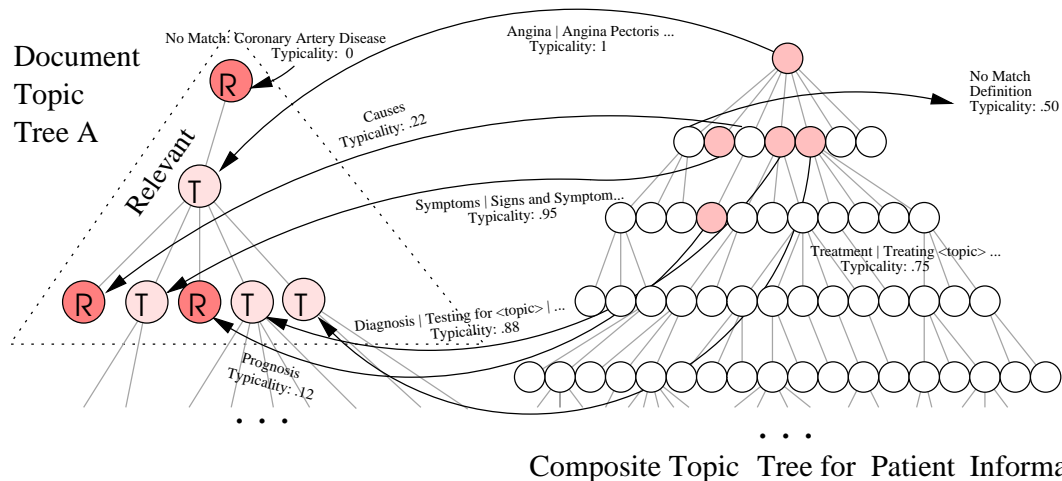 Document
Topic
Tree A
No Match: Coronary Artery Disease
Typicality: 0
Angina | Angina Pectoris ...
Typicality: 1
No Match
Definition
Typicality: .50
R
Relevant
Causes
Typicality: .22
T
Symptoms | Signs and Symptom...
Typicality: .95
Treatment | Treating <topic> ...
Typicality: .75
R
T
R
T
T
Diagnosis | Testing for <topic> | ...
Typicality: .88
Prognosis
Typicality: .12
. . .
. . .
Composite Topic Tree for Patient Informa